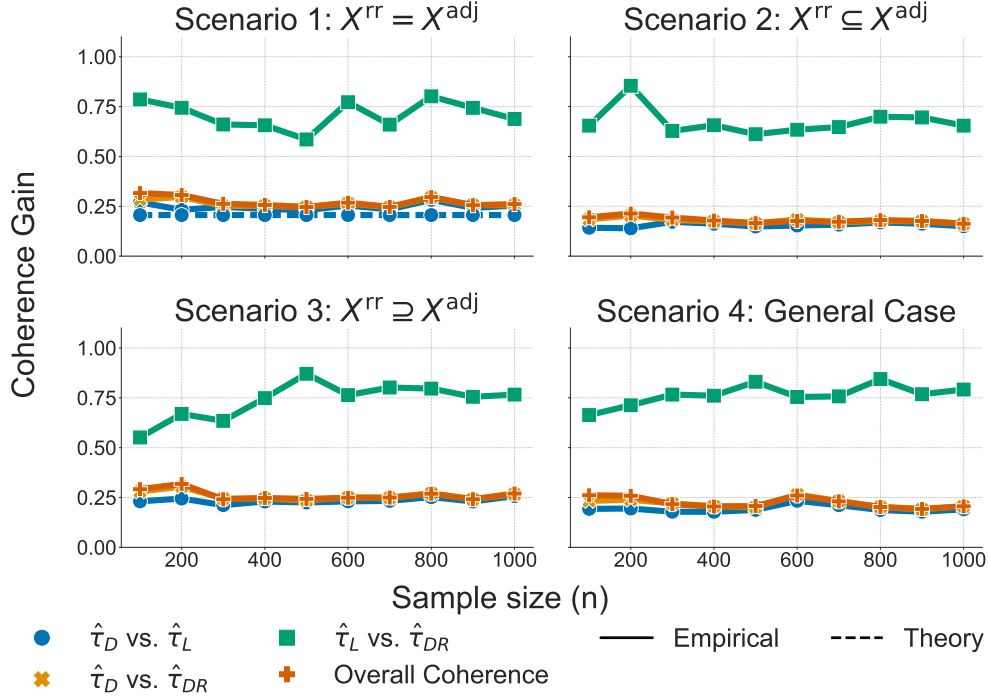 Scenario 1: X^rr = X^adj
Scenario 2: X^rr ⊆ X^adj
1.00
0.75
0.50
0.25
0.00
Scenario 3: X^rr ⊇ X^adj
Scenario 4: General Case
1.00
0.75
0.50
0.25
0.00
200 400 600 800 1000
200 400 600 800 1000
Coherence Gain
Sample size (n)
τ̂_D vs. τ̂_L
τ̂_L vs. τ̂_DR
Empirical
Theory
τ̂_D vs. τ̂_DR
Overall Coherence